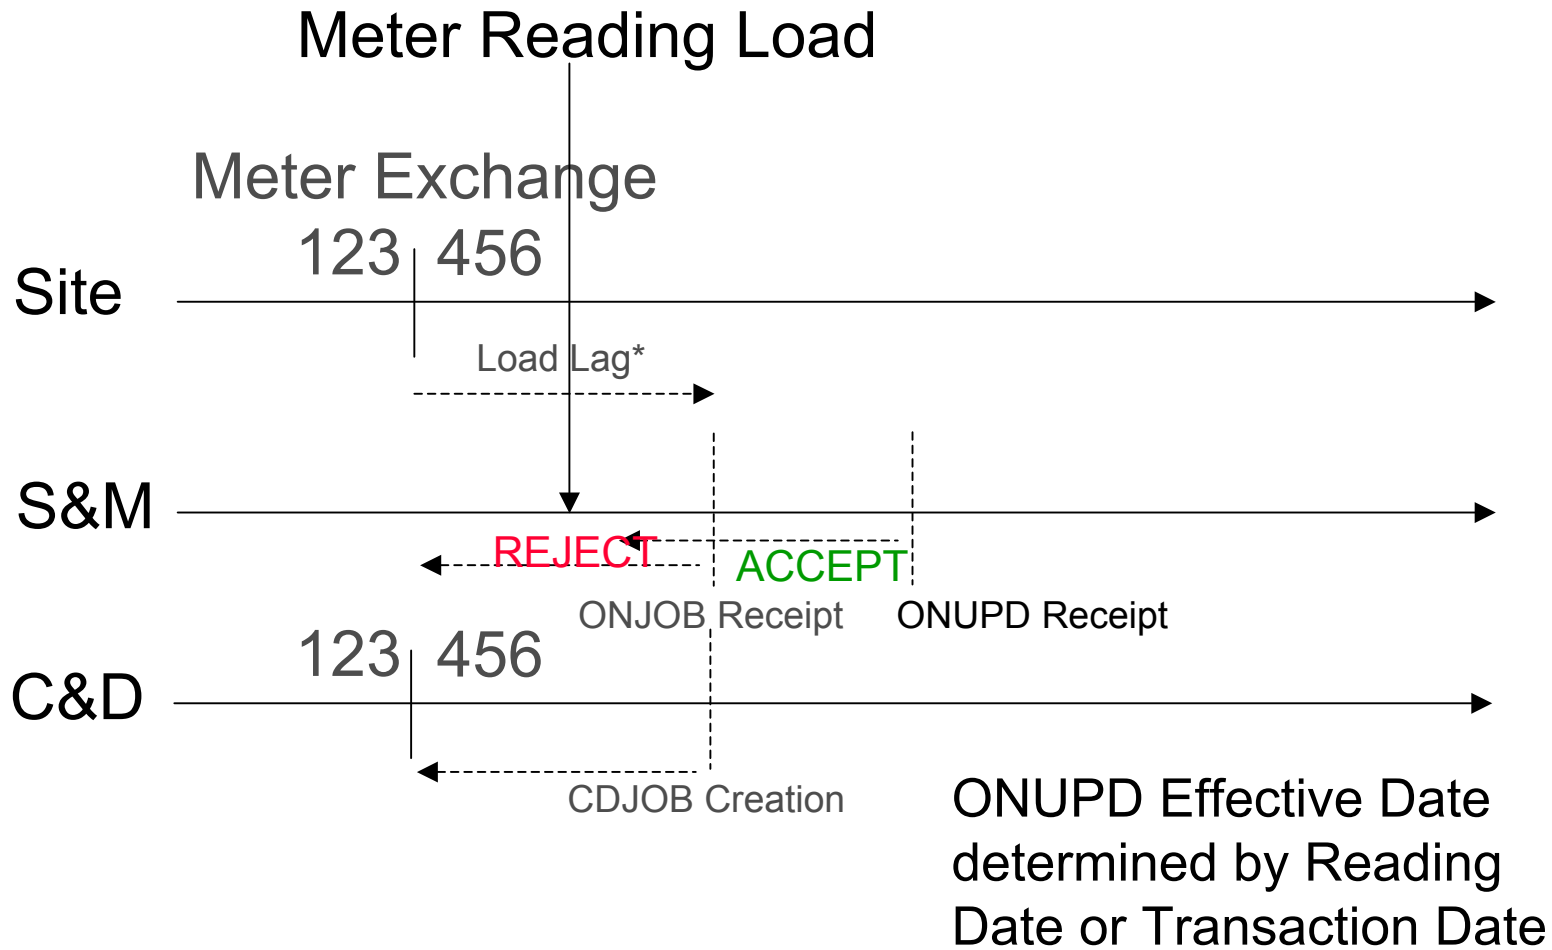 Meter Reading Load
Meter Exchange
123 456
Site
Load Lag*
S&M
REJECT
ACCEPT
ONJOB Receipt
ONUPD Receipt
123 456
C&D
CDJOB Creation
ONUPD Effective Date
determined by Reading
Date or Transaction Date